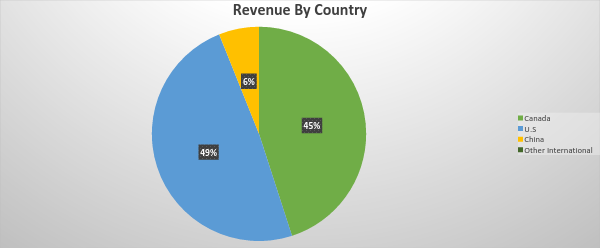 Revenue By Country
6%
45%
49%
Canada
U.S
China
Other International